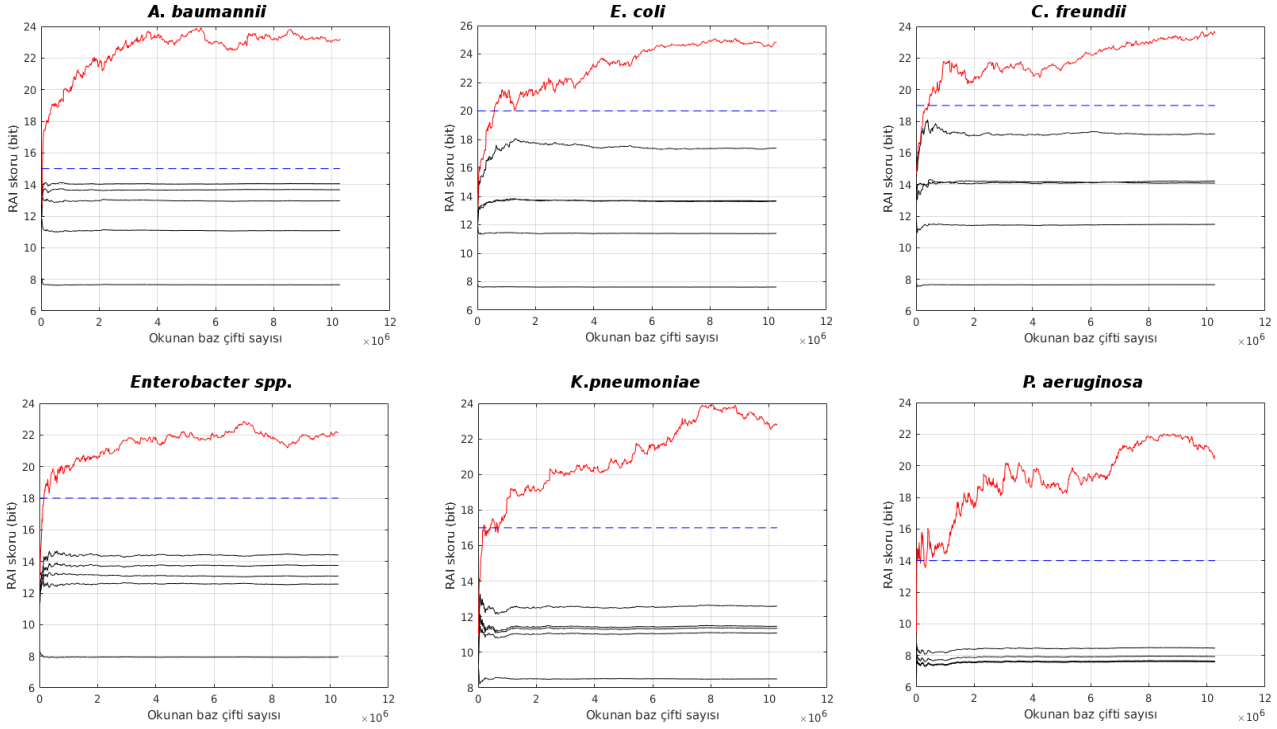 A. baumannii
24
22
20
18
16
14
12
10
8
6
RAI skoru (bit)
0 2 4 6 8 10 12
Okunan baz çifti sayısı
×10^6
E. coli
26
24
22
20
18
16
14
12
10
8
6
RAI skoru (bit)
0 2 4 6 8 10 12
Okunan baz çifti sayısı
×10^6
C. freundii
24
22
20
18
16
14
12
10
8
6
RAI skoru (bit)
0 2 4 6 8 10 12
Okunan baz çifti sayısı
×10^6
Enterobacter spp.
24
22
20
18
16
14
12
10
8
6
RAI skoru (bit)
0 2 4 6 8 10 12
Okunan baz çifti sayısı
×10^6
K.pneumoniae
24
22
20
18
16
14
12
10
8
6
RAI skoru (bit)
0 2 4 6 8 10 12
Okunan baz çifti sayısı
×10^6
P. aeruginosa
24
22
20
18
16
14
12
10
8
6
RAI skoru (bit)
0 2 4 6 8 10 12
Okunan baz çifti sayısı
×10^6